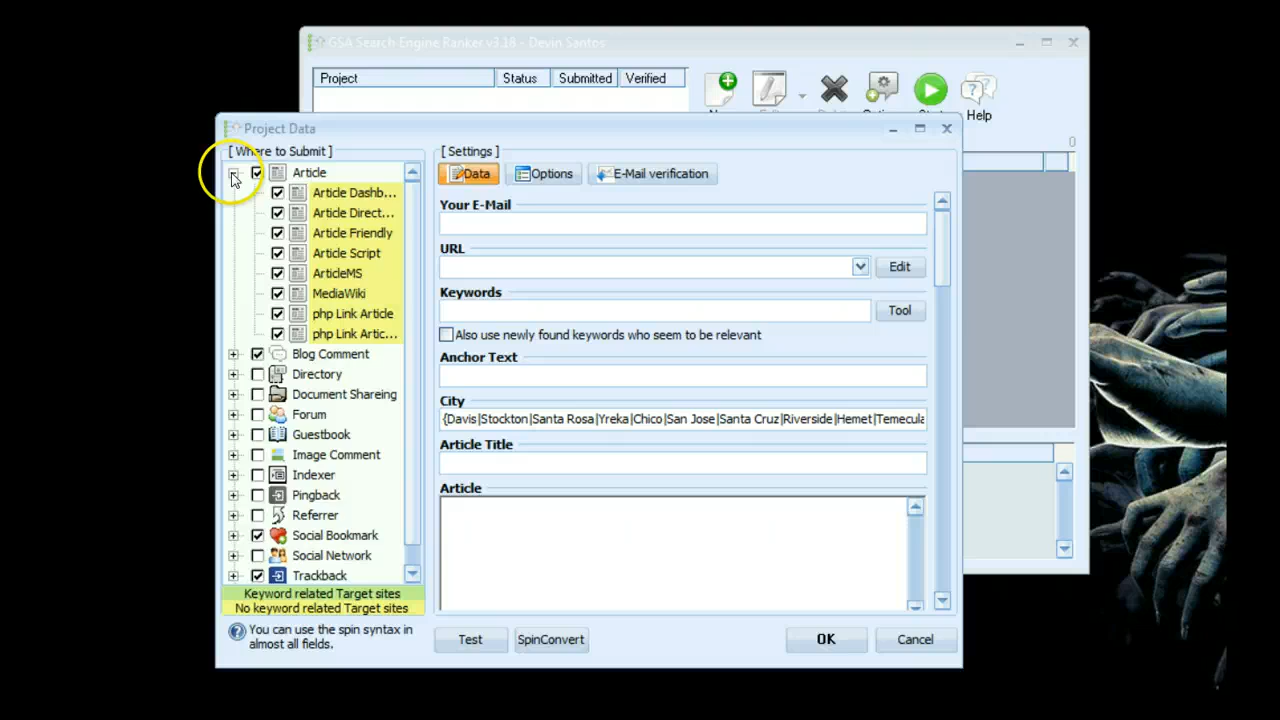 GSA Search Engine Ranker v3.18 - Devin Santos
Project
Status
Submitted
Verified
Help
0
Project Data
[ Where to Submit ]
Article
Article Dashb...
Article Direct...
Article Friendly
Article Script
ArticleMS
MediaWiki
php Link Article
php Link Artic...
Blog Comment
Directory
Document Shareing
Forum
Guestbook
Image Comment
Indexer
Pingback
Referrer
Social Bookmark
Social Network
Trackback
Keyword related Target sites
No keyword related Target sites
You can use the spin syntax in
almost all fields.
[ Settings ]
Data
Options
E-Mail verification
Your E-Mail
URL
Edit
Keywords
Tool
Also use newly found keywords who seem to be relevant
Anchor Text
City
{Davis|Stockton|Santa Rosa|Yreka|Chico|San Jose|Santa Cruz|Riverside|Hemet|Temecula
Article Title
Article
Test
SpinConvert
OK
Cancel